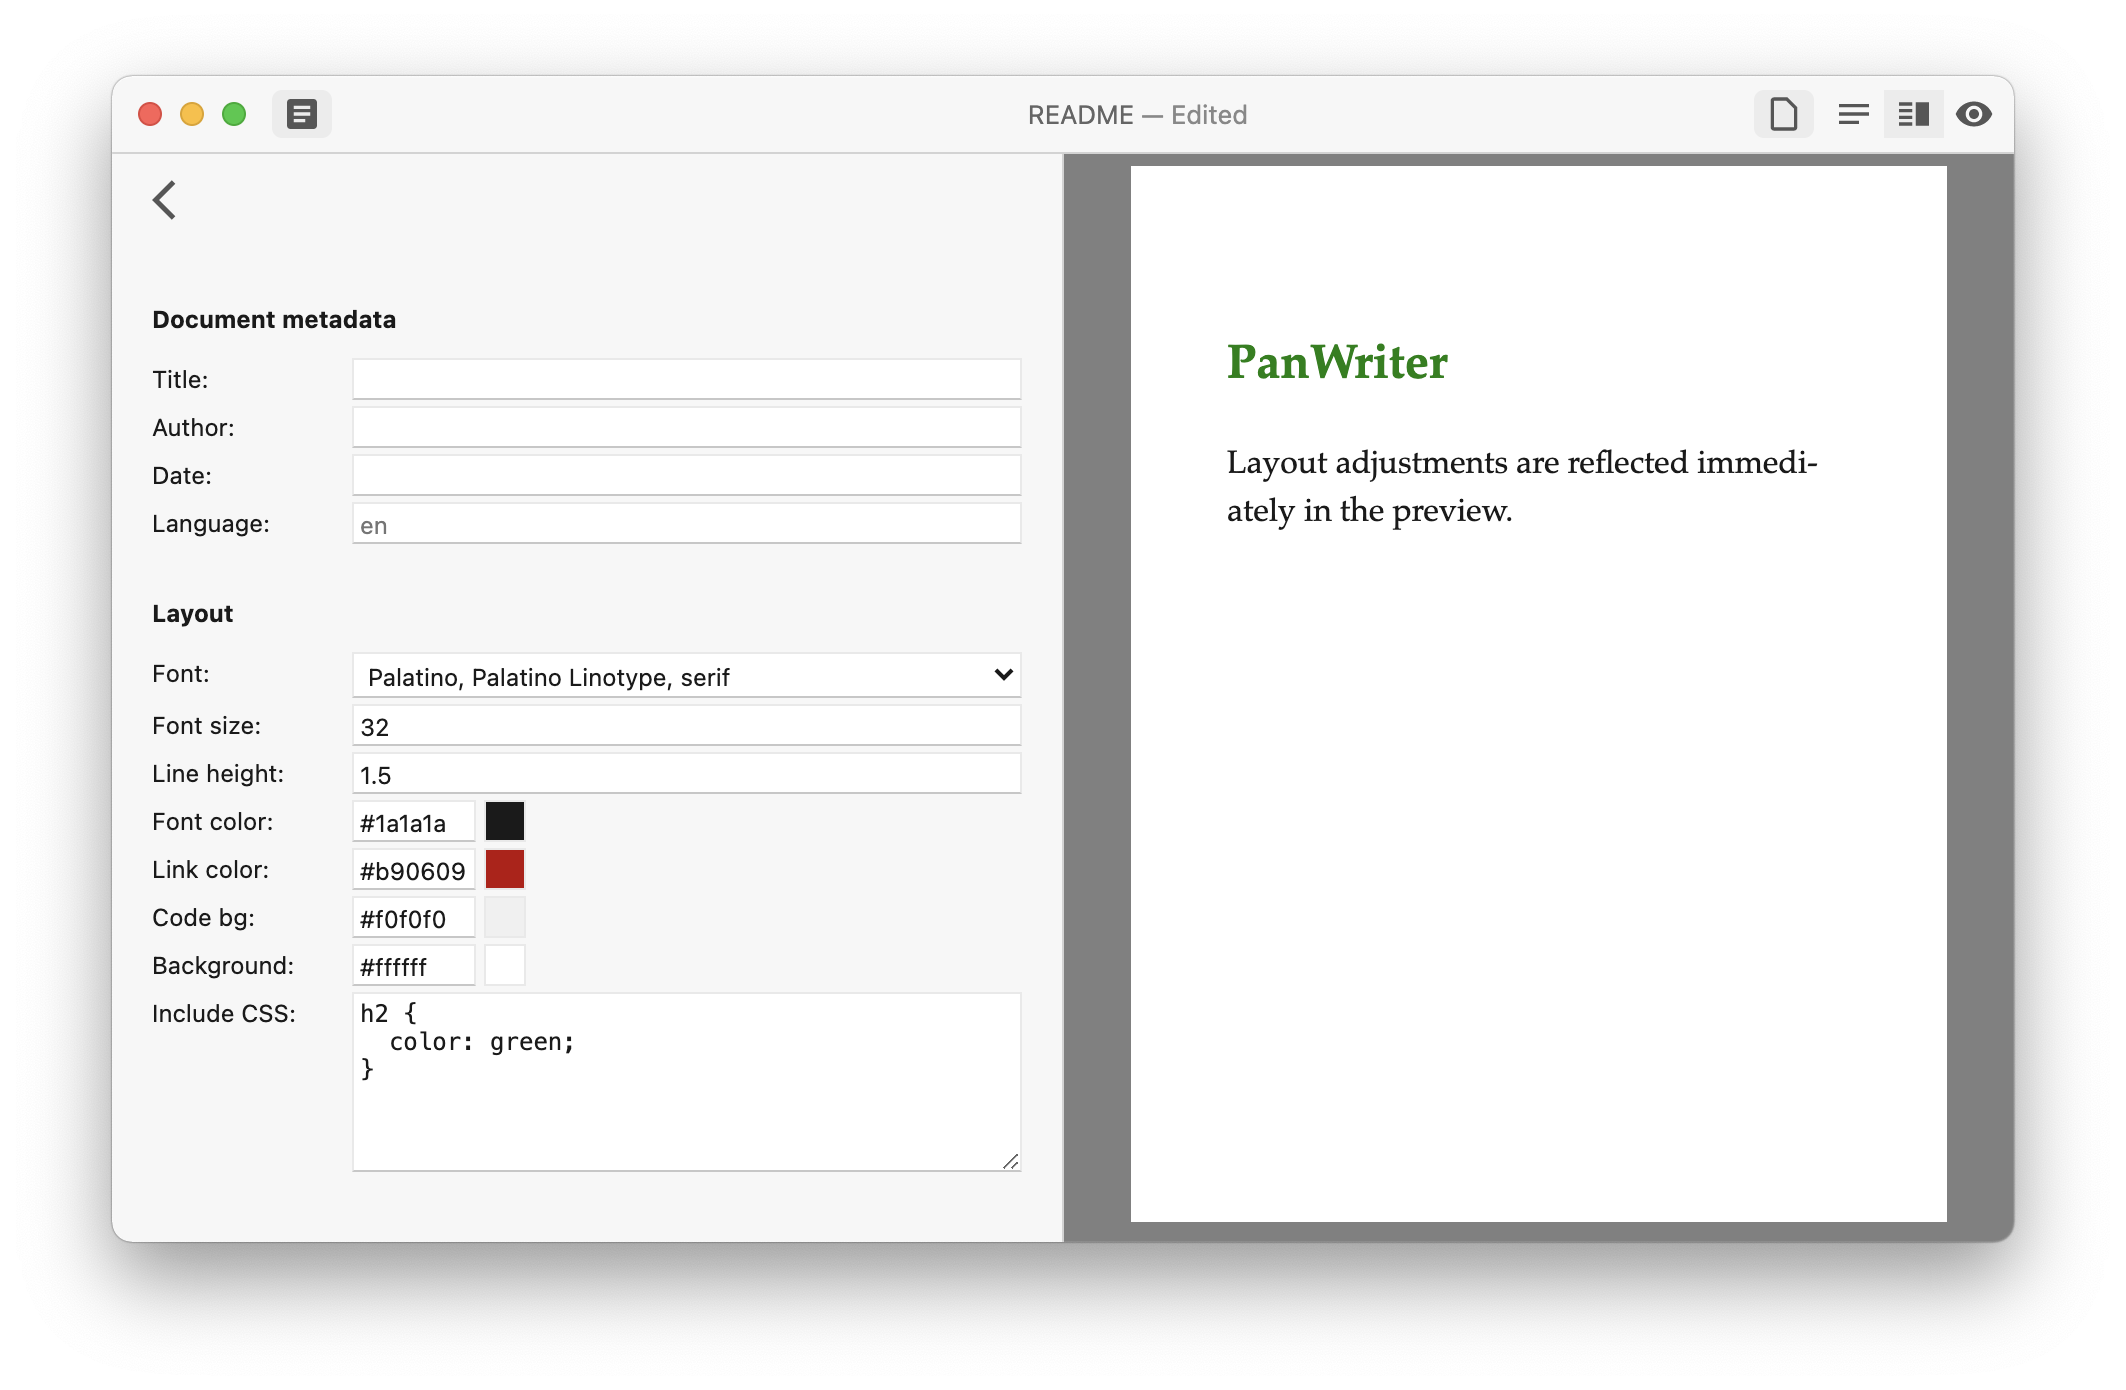 README — Edited
Document metadata
Title:
Author:
Date:
Language: en
Layout
Font: Palatino, Palatino Linotype, serif
Font size: 32
Line height: 1.5
Font color: #1a1a1a
Link color: #b90609
Code bg: #f0f0f0
Background: #ffffff
Include CSS: h2 {
  color: green;
}
PanWriter
Layout adjustments are reflected immedi-
ately in the preview.